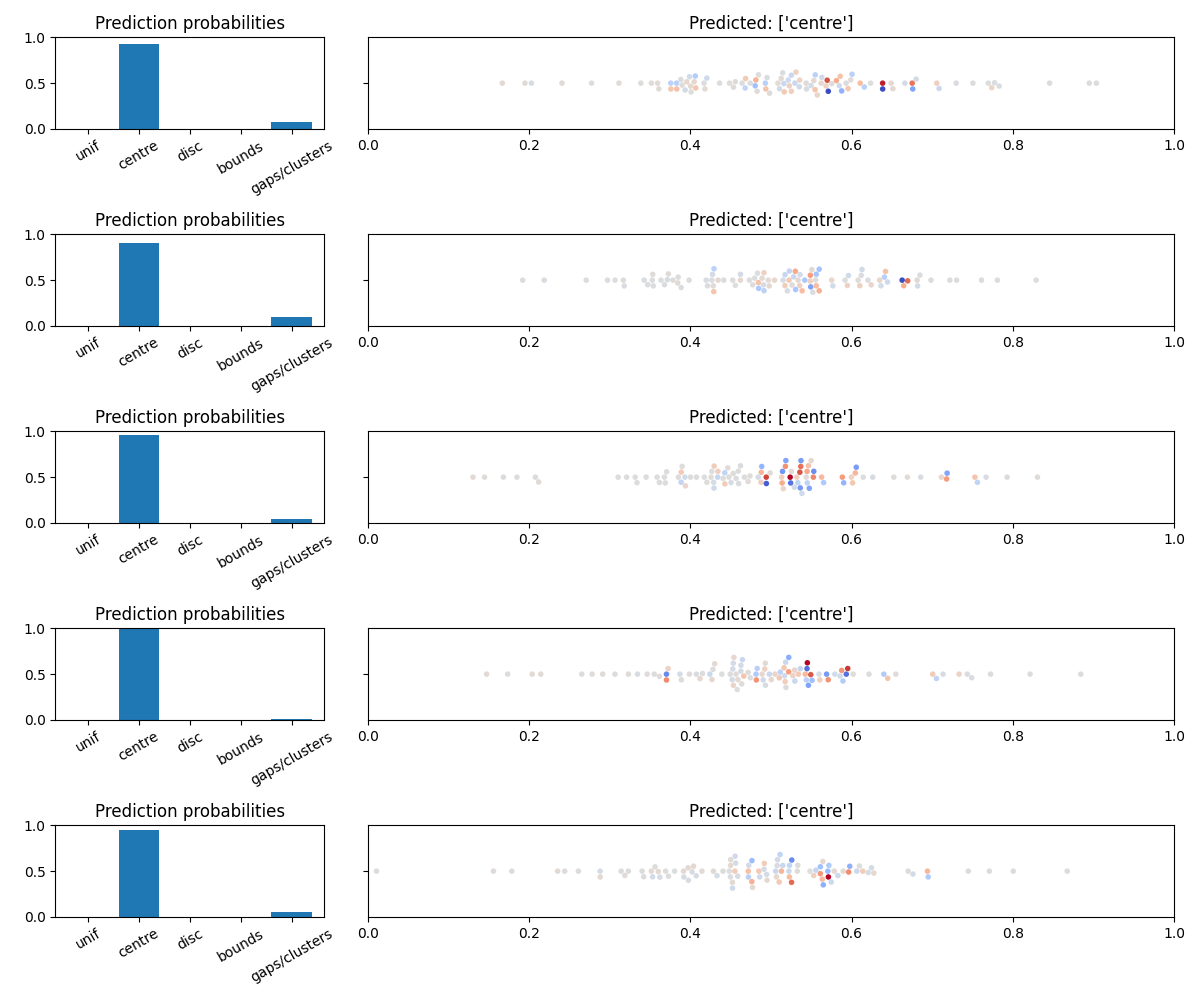 Prediction probabilities
Predicted: ['centre']
1.0
0.5
0.0
unif
centre
disc
bounds
gaps/clusters
0.0 0.2 0.4 0.6 0.8 1.0
Prediction probabilities
Predicted: ['centre']
1.0
0.5
0.0
unif
centre
disc
bounds
gaps/clusters
0.0 0.2 0.4 0.6 0.8 1.0
Prediction probabilities
Predicted: ['centre']
1.0
0.5
0.0
unif
centre
disc
bounds
gaps/clusters
0.0 0.2 0.4 0.6 0.8 1.0
Prediction probabilities
Predicted: ['centre']
1.0
0.5
0.0
unif
centre
disc
bounds
gaps/clusters
0.0 0.2 0.4 0.6 0.8 1.0
Prediction probabilities
Predicted: ['centre']
1.0
0.5
0.0
unif
centre
disc
bounds
gaps/clusters
0.0 0.2 0.4 0.6 0.8 1.0